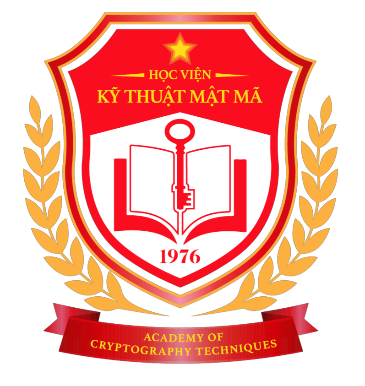 HỌC VIỆN
KỸ THUẬT MẬT MÃ
1976
ACADEMY OF
CRYPTOGRAPHY TECHNIQUES